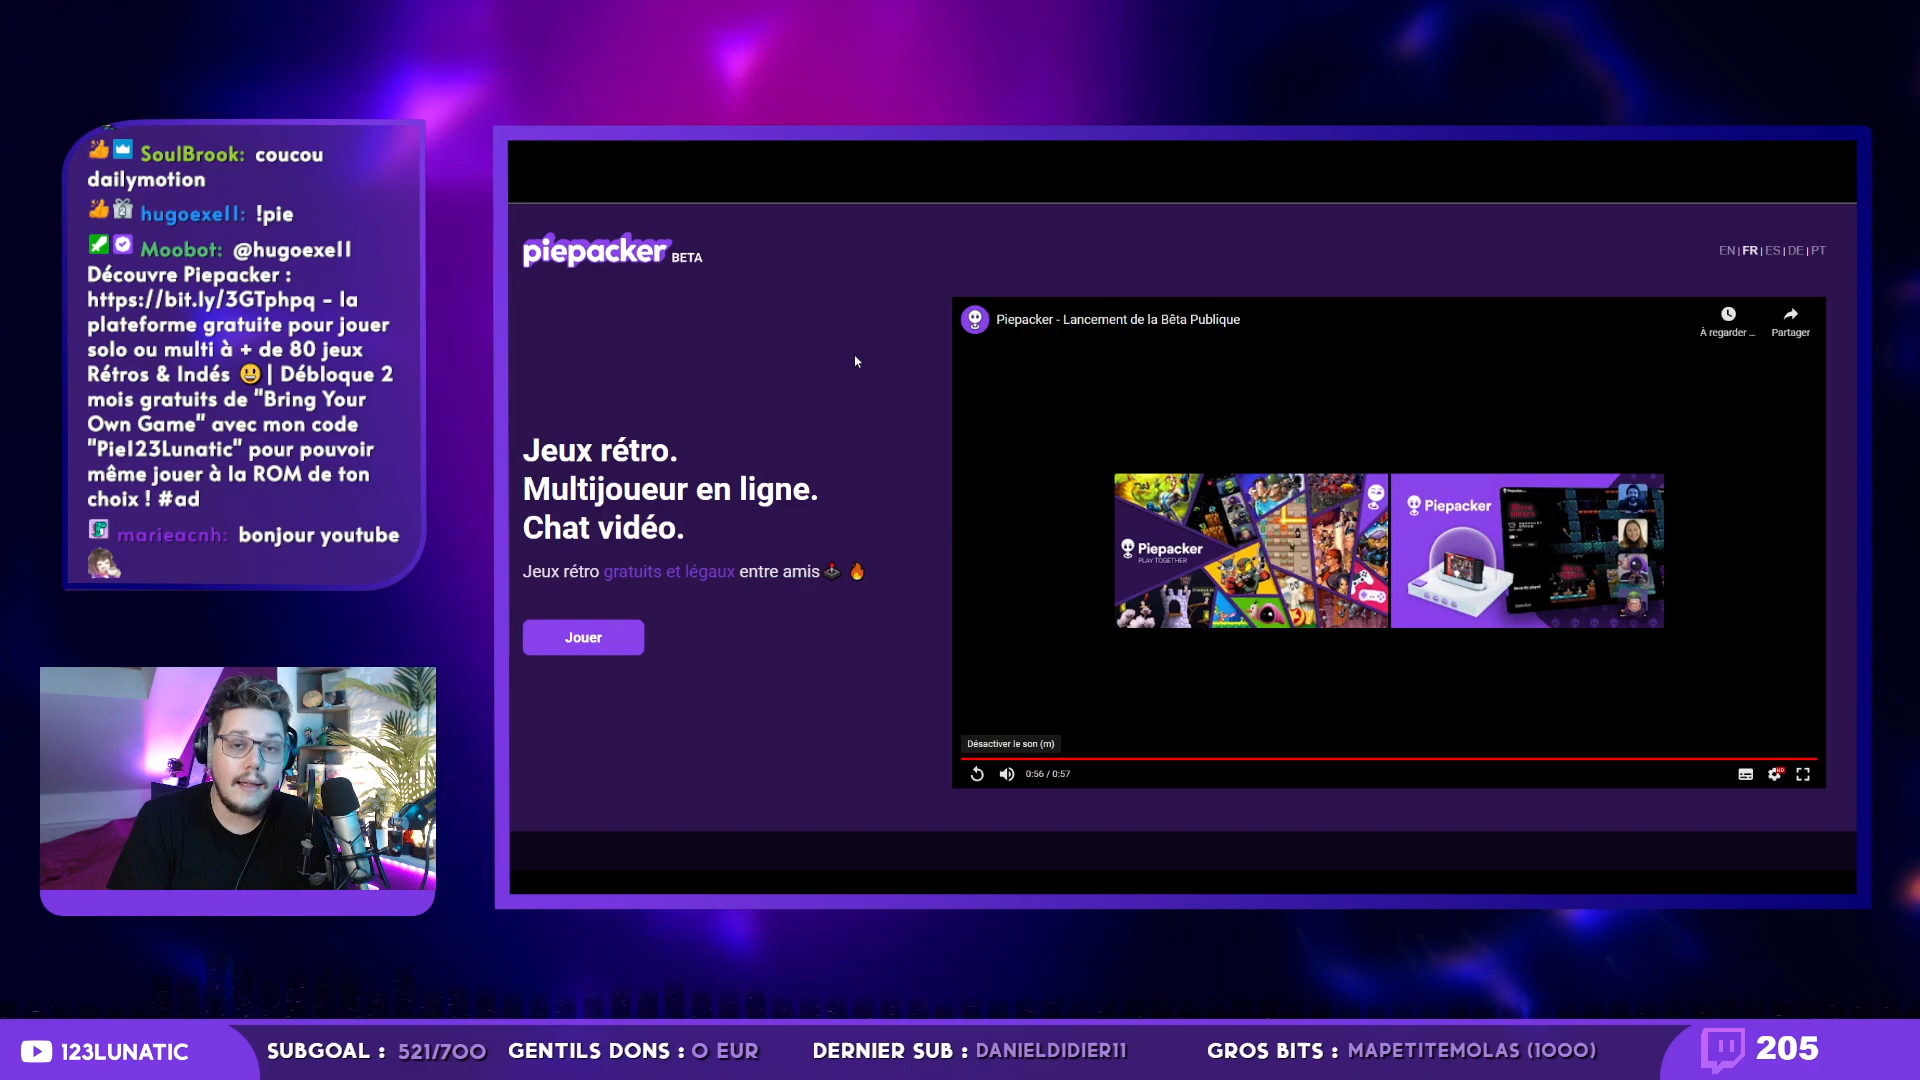 SoulBrook: coucou
dailymotion
hugoexe11: !pie
Moobot: @hugoexe11
Découvre Piepacker :
https://bit.ly/3GTphpq - la
plateforme gratuite pour jouer
solo ou multi à + de 80 jeux
Rétros & Indés 😃 | Débloque 2
mois gratuits de "Bring Your
Own Game" avec mon code
"Pie123Lunatic" pour pouvoir
même jouer à la ROM de ton
choix ! #ad
marieacnh: bonjour youtube
piepacker BETA
EN | FR | ES | DE | PT
Jeux rétro.
Multijoueur en ligne.
Chat vidéo.
Jeux rétro gratuits et légaux entre amis 🕹️ 🔥
Jouer
Piepacker - Lancement de la Bêta Publique
À regarder ...
Partager
Piepacker
PLAY TOGETHER
Piepacker
Désactiver le son (m)
0:56 / 0:57
HD
123LUNATIC
SUBGOAL : 521/700
GENTILS DONS : 0 EUR
DERNIER SUB : DANIELDIDIER11
GROS BITS : MAPETITEMOLAS (1000)
205